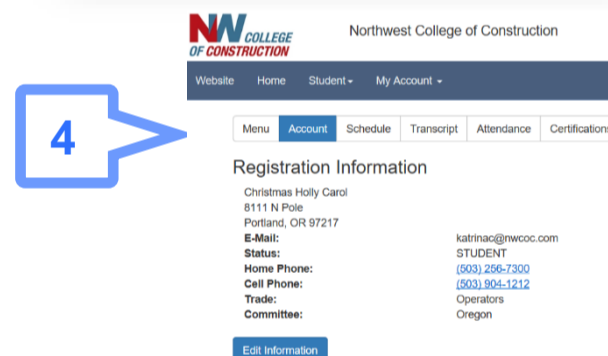 NW COLLEGE
OF CONSTRUCTION
Northwest College of Construction
Website Home Student My Account
4
Menu Account Schedule Transcript Attendance Certifications
Registration Information
Christmas Holly Carol
8111 N Pole
Portland, OR 97217
E-Mail: katrinac@nwcoc.com
Status: STUDENT
Home Phone: (503) 256-7300
Cell Phone: (503) 904-1212
Trade: Operators
Committee: Oregon
Edit Information